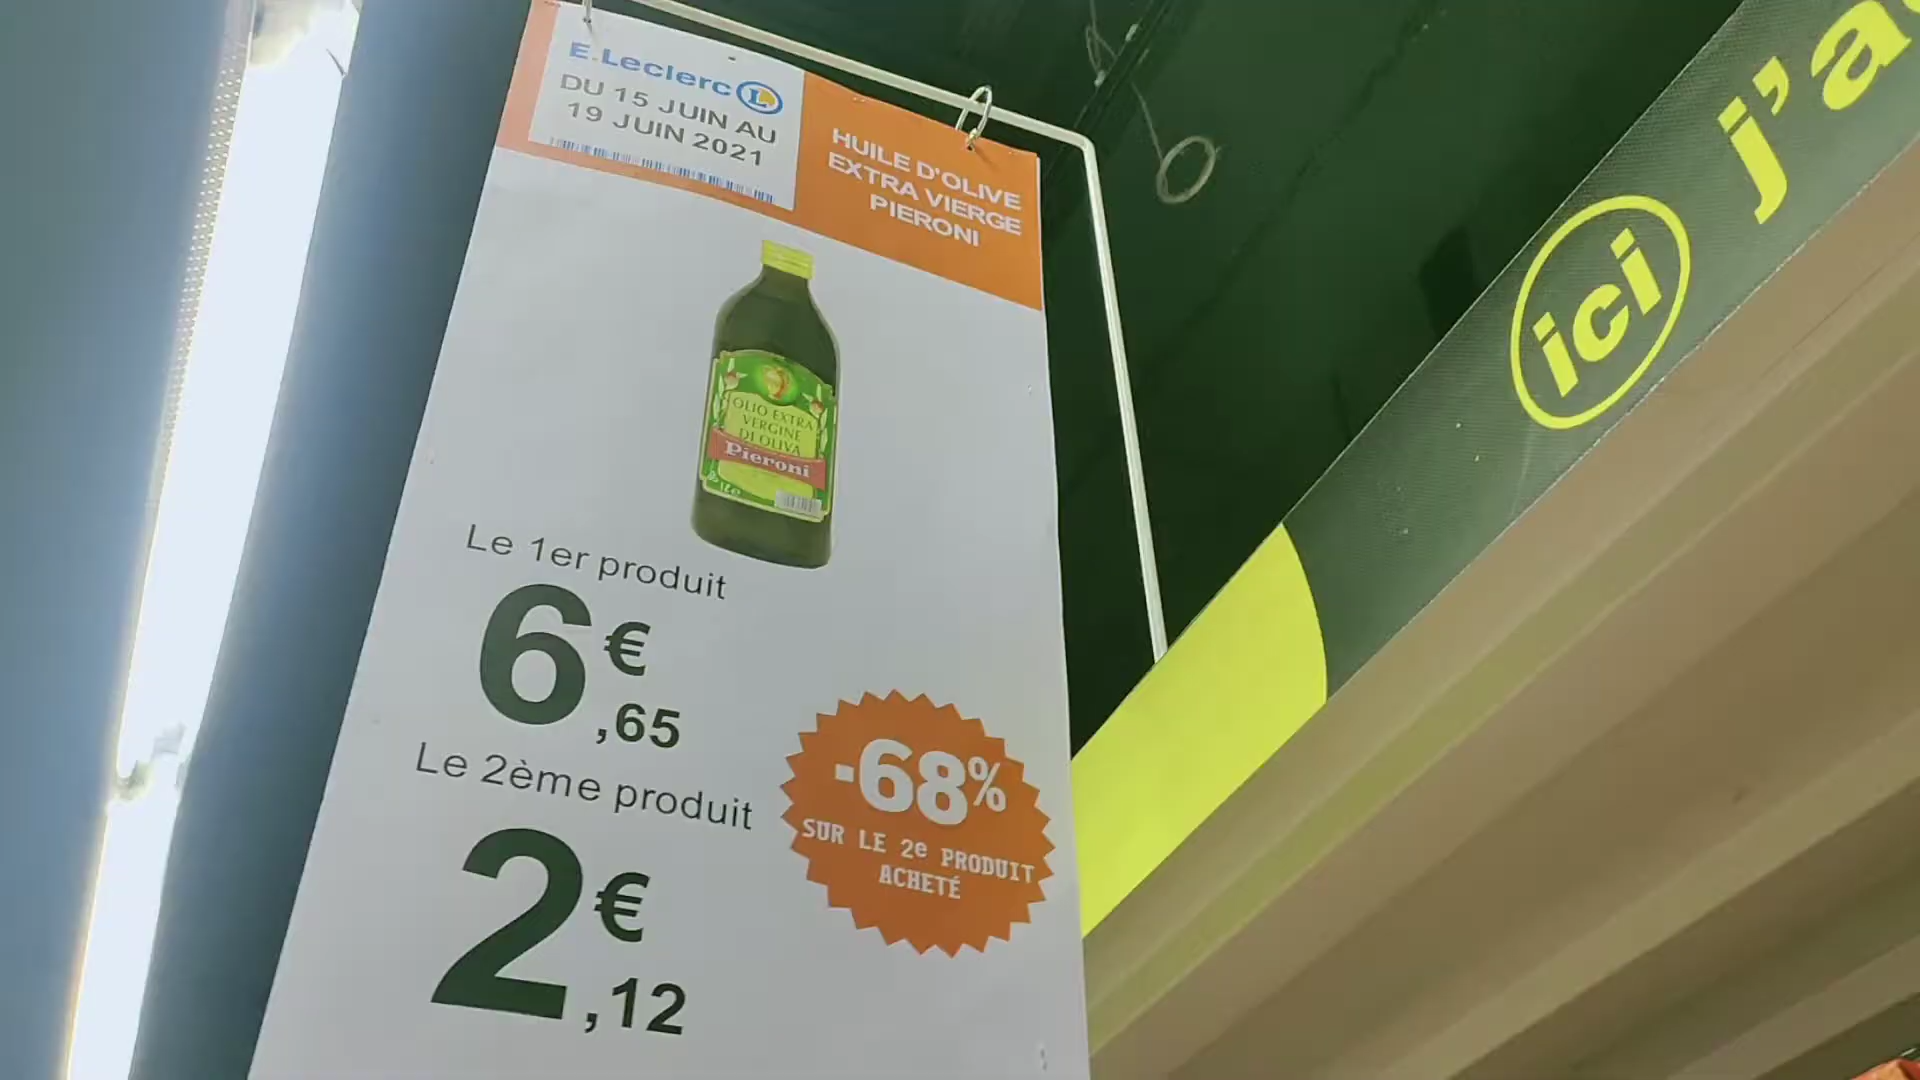 E.Leclerc L
DU 15 JUIN AU
19 JUIN 2021
HUILE D'OLIVE
EXTRA VIERGE
PIERONI
OLIO EXTRA
VERGINE
DI OLIVA
Pieroni
1 L e
Le 1er produit
6€,65
Le 2ème produit
2€,12
-68%
SUR LE 2e PRODUIT
ACHETÉ
ici j'a